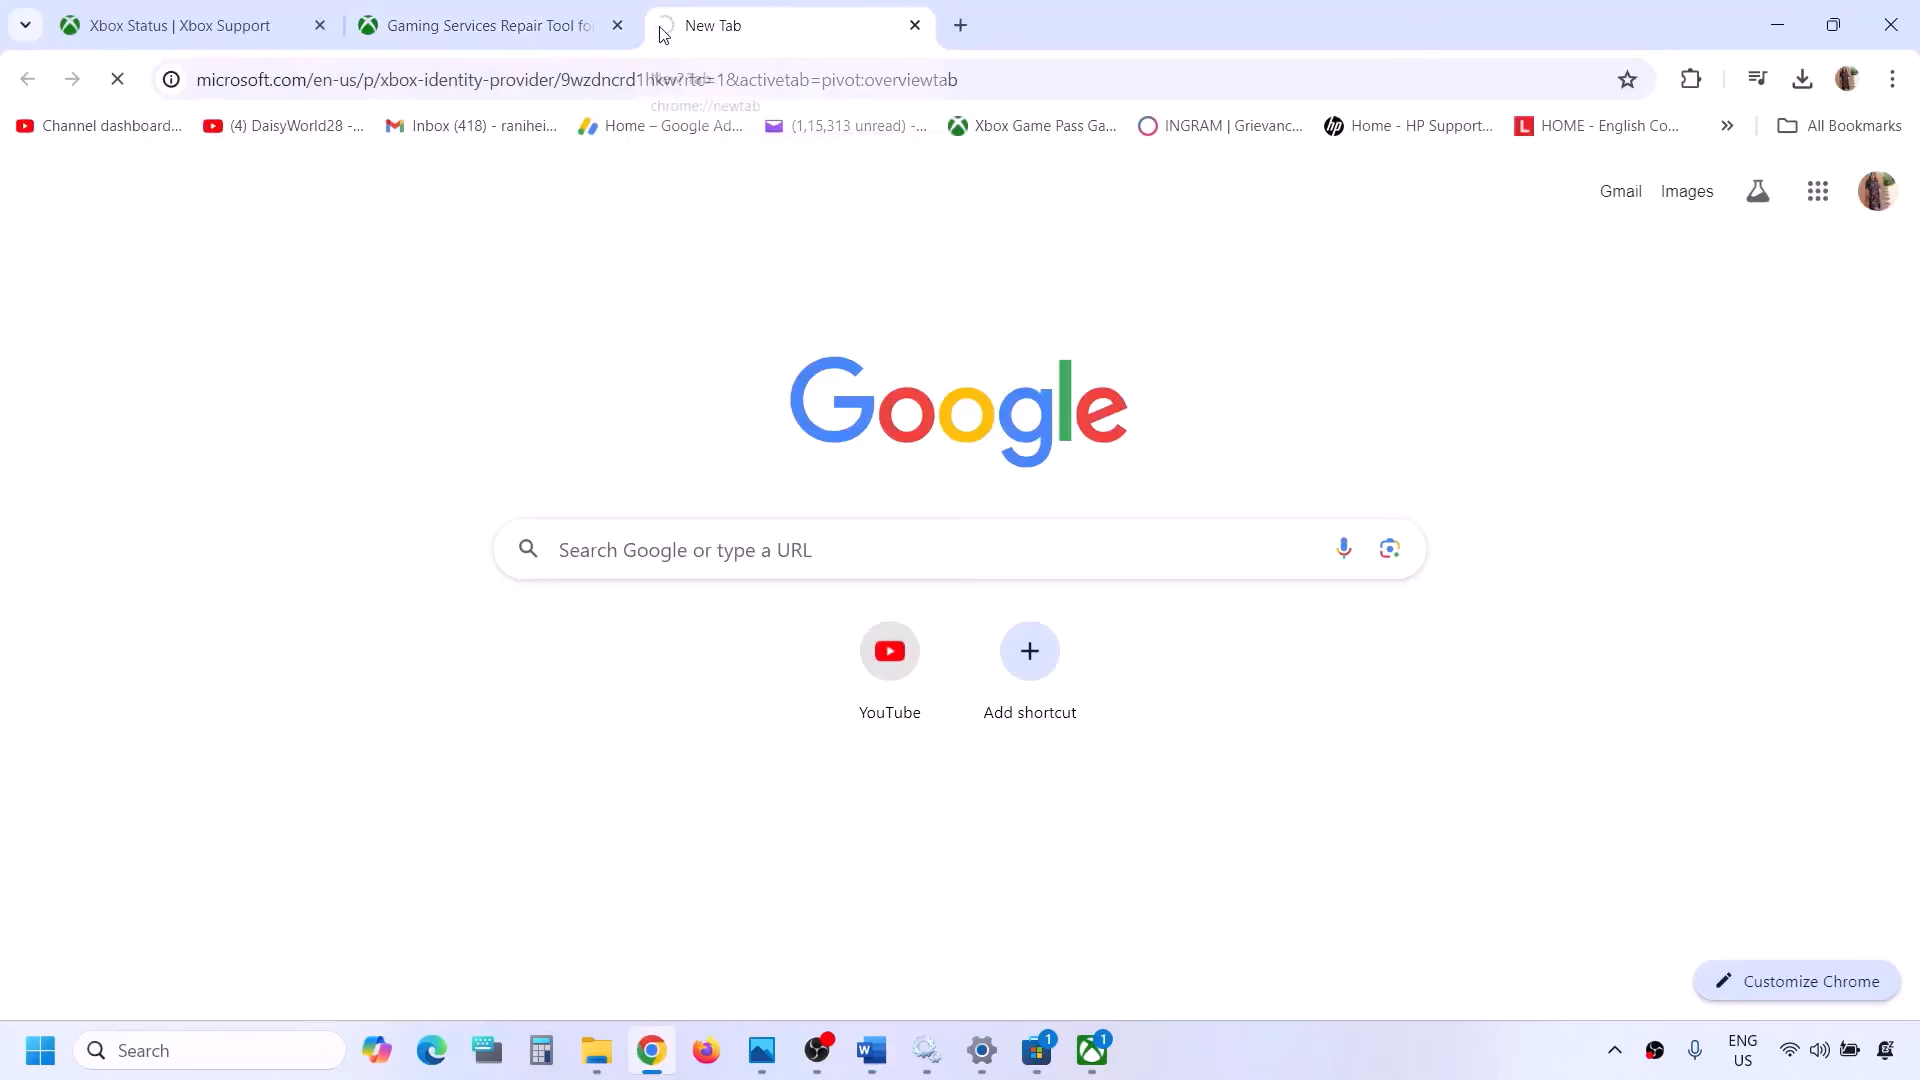 Xbox Status | Xbox Support
Gaming Services Repair Tool fo
New Tab
microsoft.com/en-us/p/xbox-identity-provider/9wzdncrd1hkw?rtc=1&activetab=pivot:overviewtab
chrome://newtab
Channel dashboard...
(4) DaisyWorld28 -...
Inbox (418) - ranihei...
Home – Google Ad...
(1,15,313 unread) -...
Xbox Game Pass Ga...
INGRAM | Grievanc...
Home - HP Support...
HOME - English Co...
All Bookmarks
Gmail
Images
Google
Search Google or type a URL
YouTube
Add shortcut
Customize Chrome
Search
1
1
ENG
US